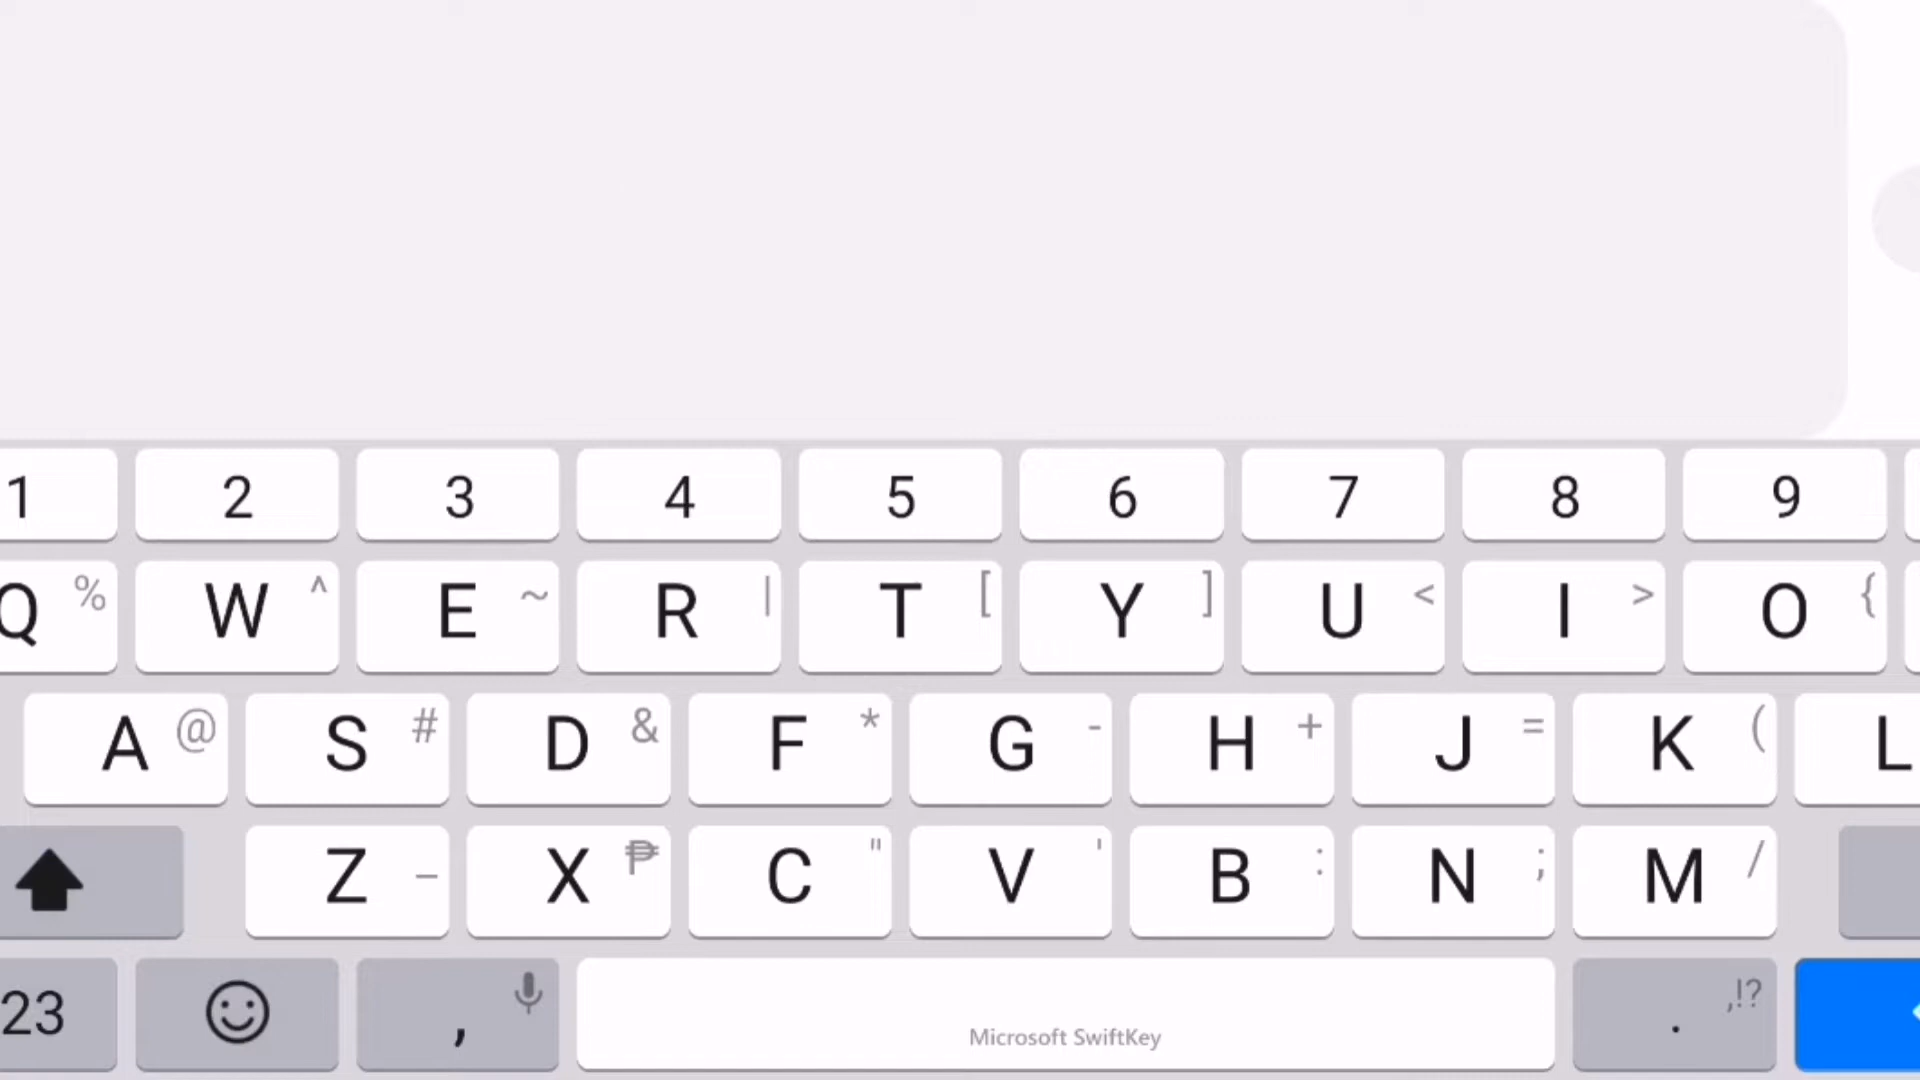 1 2 3 4 5 6 7 8 9
Q % W ^ E ~ R | T [ Y ] U < I > O {
A @ S # D & F * G - H + J = K ( L
Z _ X ₱ C " V ' B : N ; M /
23 , Microsoft SwiftKey . ,!?